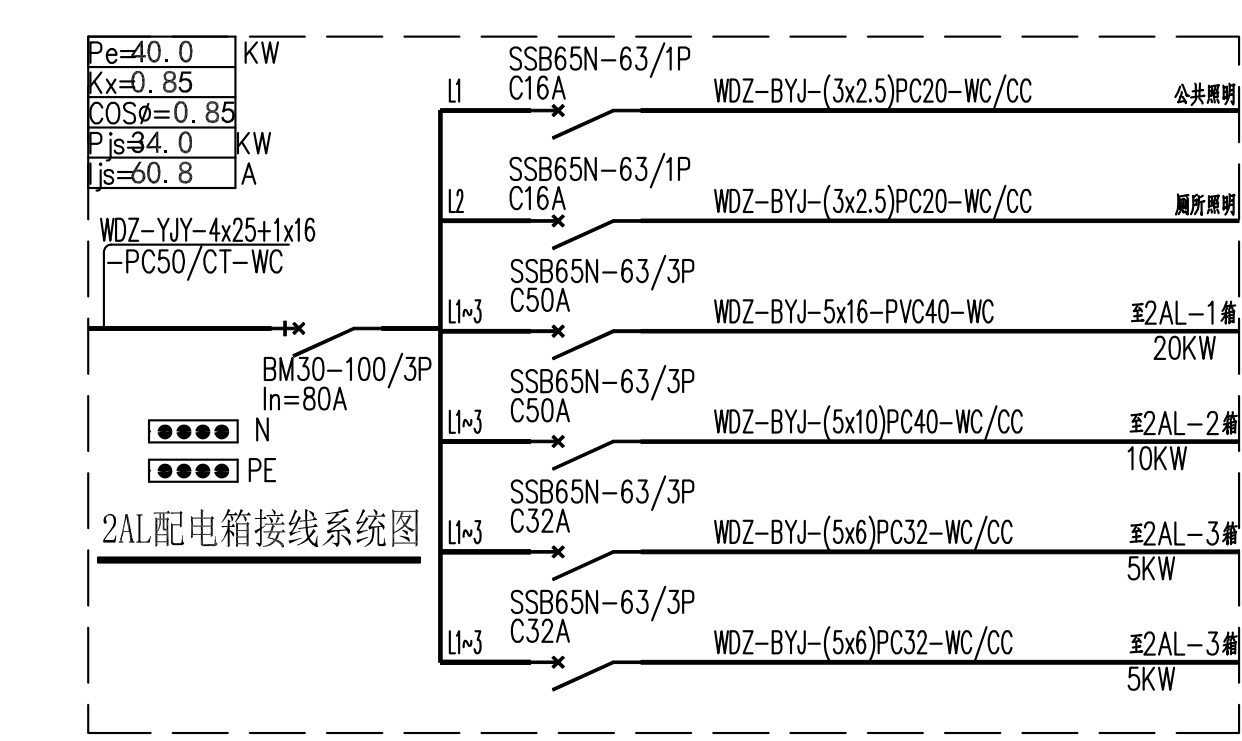 Pe=40.0 KW
Kx=0.85
COSø=0.85
Pjs=34.0 KW
Ijs=60.8 A
WDZ-YJY-4x25+1x16
-PC50/CT-WC
BM30-100/3P
In=80A
N
PE
2AL配电箱接线系统图
SSB65N-63/1P
L1 C16A WDZ-BYJ-(3x2.5)PC20-WC/CC 公共照明
SSB65N-63/1P
L2 C16A WDZ-BYJ-(3x2.5)PC20-WC/CC 厕所照明
SSB65N-63/3P
L1~3 C50A WDZ-BYJ-5x16-PVC40-WC 至2AL-1箱
20KW
SSB65N-63/3P
L1~3 C50A WDZ-BYJ-(5x10)PC40-WC/CC 至2AL-2箱
10KW
SSB65N-63/3P
L1~3 C32A WDZ-BYJ-(5x6)PC32-WC/CC 至2AL-3箱
5KW
SSB65N-63/3P
L1~3 C32A WDZ-BYJ-(5x6)PC32-WC/CC 至2AL-3箱
5KW